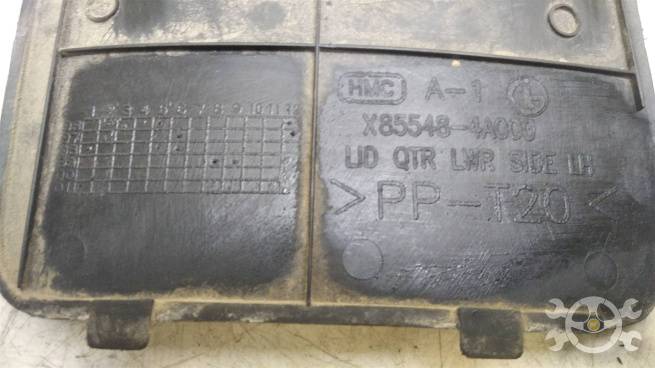 HMC A-1 L
1 2 3 4 5 6 7 8 9 10 11 12
X85548-4A000
LID QTR LWR SIDE LH
>PP-T20<